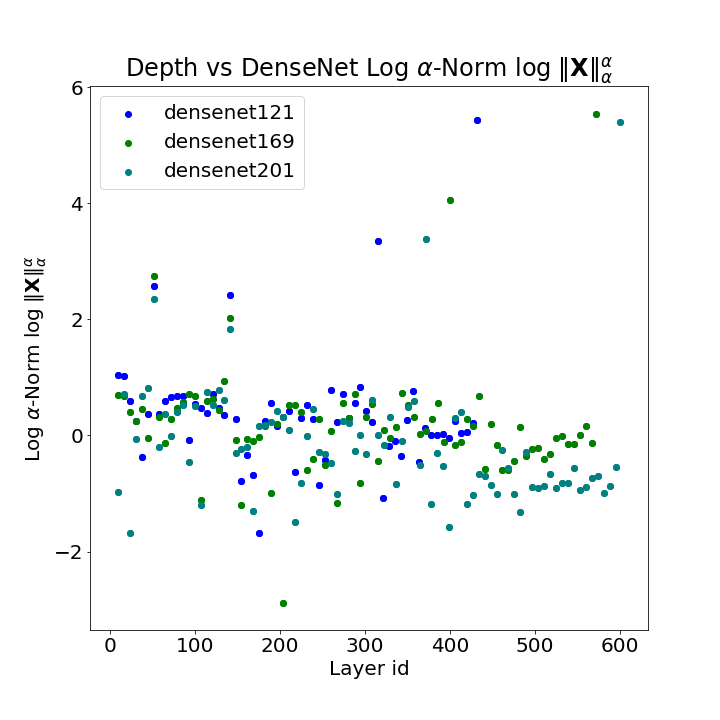 Depth vs DenseNet Log α-Norm log ‖X‖αα
densenet121
densenet169
densenet201
6
4
2
0
−2
Log α-Norm log ‖X‖αα
0 100 200 300 400 500 600
Layer id